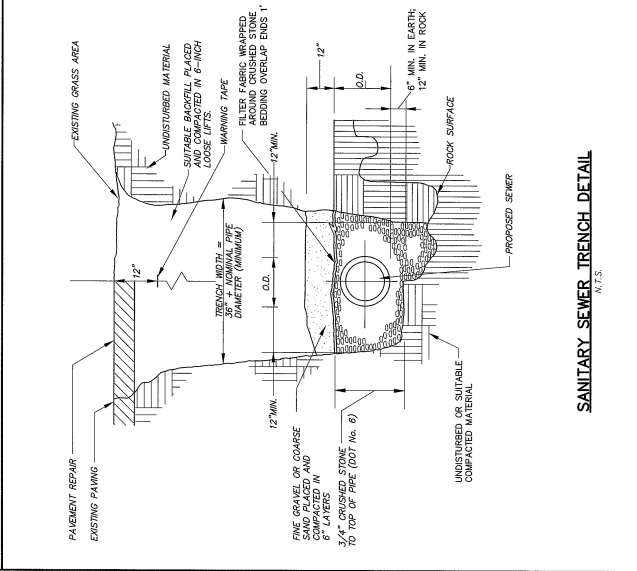 PAVEMENT REPAIR
EXISTING PAVING
EXISTING GRASS AREA
UNDISTURBED MATERIAL
SUITABLE BACKFILL PLACED
AND COMPACTED IN 6-INCH
LOOSE LIFTS.
WARNING TAPE
12"
TRENCH WIDTH =
36" + NOMINAL PIPE
DIAMETER (MINIMUM)
FILTER FABRIC WRAPPED
AROUND CRUSHED STONE
BEDDING OVERLAP ENDS 1'
12"MIN.
O.D.
12"MIN.
12"
O.D.
6" MIN. IN EARTH;
12" MIN. IN ROCK
FINE GRAVEL OR COARSE
SAND PLACED AND
COMPACTED IN
6" LAYERS
3/4" CRUSHED STONE
TO TOP OF PIPE (DOT No. 6)
ROCK SURFACE
PROPOSED SEWER
UNDISTURBED OR SUITABLE
COMPACTED MATERIAL
SANITARY SEWER TRENCH DETAIL
N.T.S.